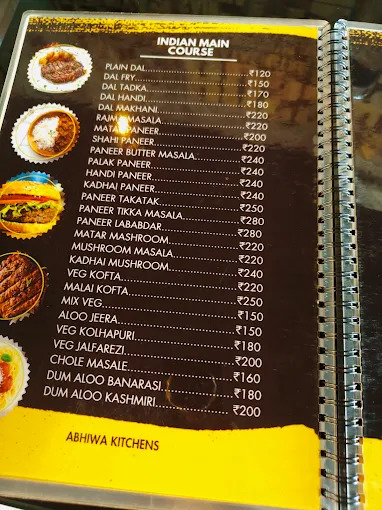 INDIAN MAIN
COURSE
PLAIN DAL..........₹120
DAL FRY..........₹150
DAL TADKA..........₹170
DAL HANDI..........₹180
DAL MAKHANI..........₹220
RAJMA MASALA..........₹220
MATAR PANEER..........₹200
SHAHI PANEER..........₹220
PANEER BUTTER MASALA..........₹240
PALAK PANEER..........₹240
HANDI PANEER..........₹240
KADHAI PANEER..........₹240
PANEER TAKATAK..........₹250
PANEER TIKKA MASALA..........₹280
PANEER LABABDAR..........₹280
MATAR MASHROOM..........₹220
MUSHROOM MASALA..........₹220
KADHAI MUSHROOM..........₹240
VEG KOFTA..........₹220
MALAI KOFTA..........₹250
MIX VEG..........₹150
ALOO JEERA..........₹150
VEG KOLHAPURI..........₹180
VEG JALFAREZI..........₹200
CHOLE MASALE..........₹160
DUM ALOO BANARASI..........₹180
DUM ALOO KASHMIRI..........₹200
ABHIWA KITCHENS